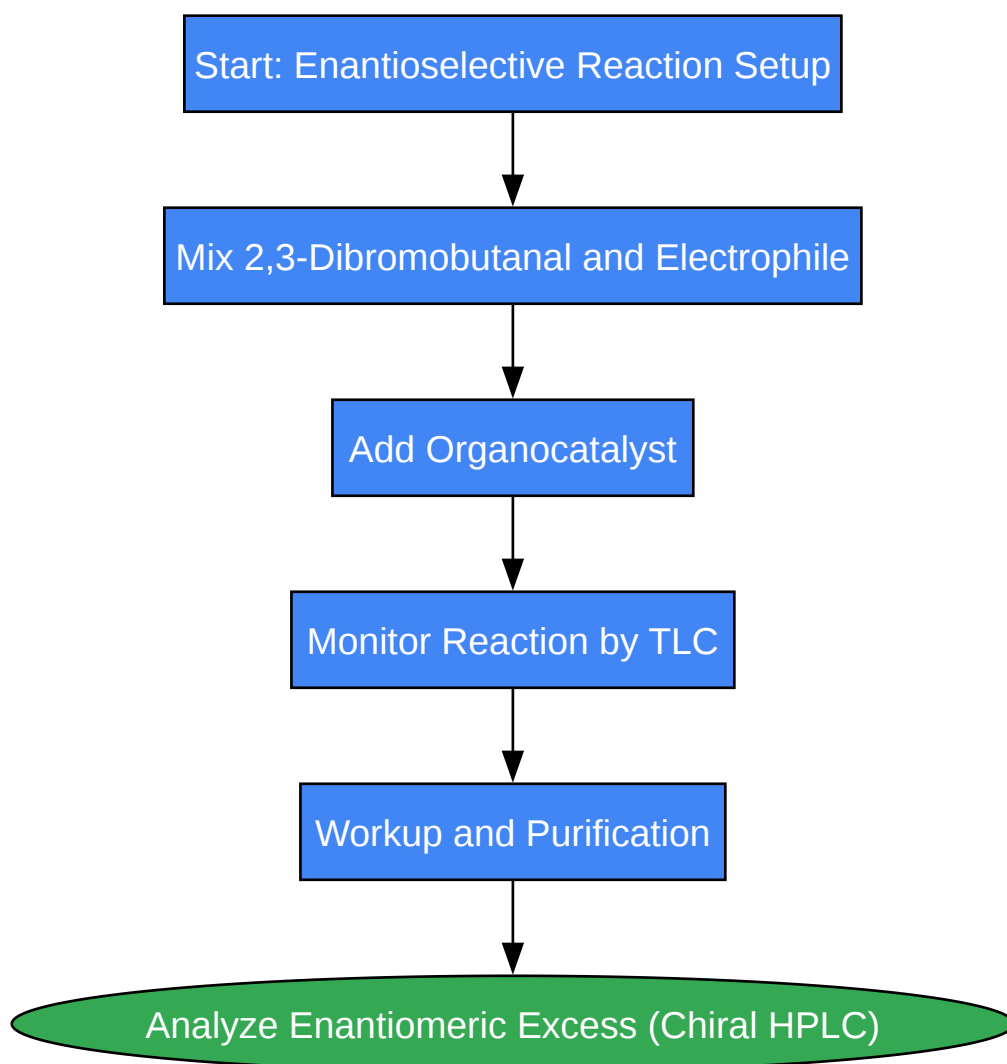 Start: Enantioselective Reaction Setup
Mix 2,3-Dibromobutanal and Electrophile
Add Organocatalyst
Monitor Reaction by TLC
Workup and Purification
Analyze Enantiomeric Excess (Chiral HPLC)